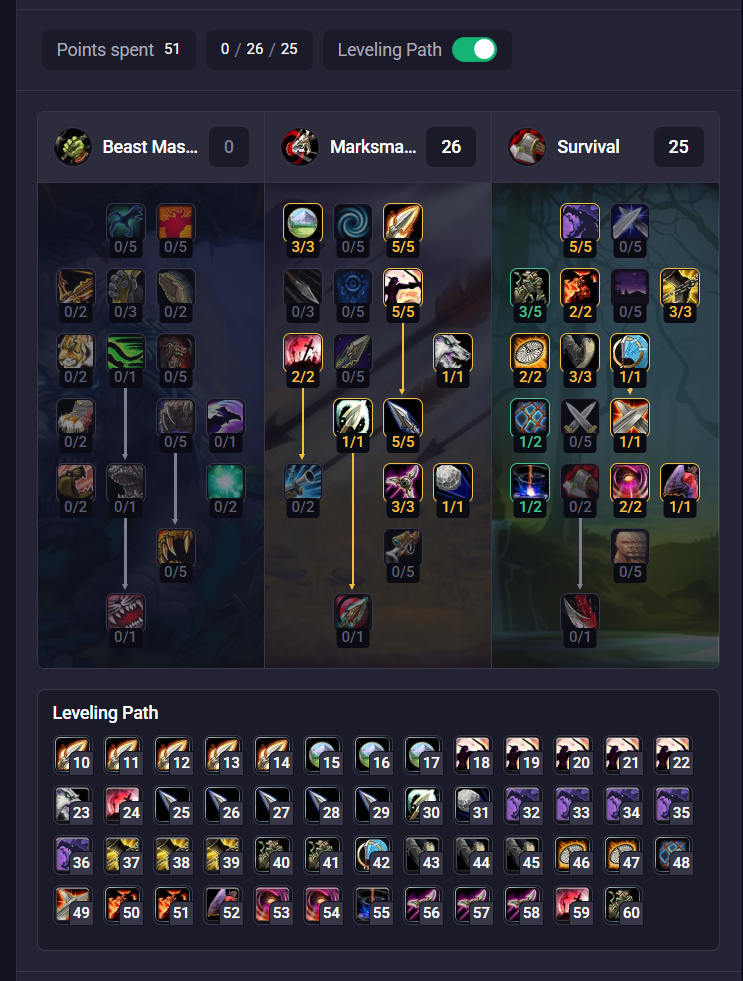 Points spent 51 0 / 26 / 25 Leveling Path
Beast Mas... 0 Marksma... 26 Survival 25
0/5 0/5 3/3 0/5 5/5 5/5 0/5
0/2 0/3 0/2 0/3 0/5 5/5 3/5 2/2 0/5 3/3
0/2 0/1 0/5 2/2 0/5 1/1 2/2 3/3 1/1
0/2 0/5 0/1 1/1 5/5 1/2 0/5 1/1
0/2 0/1 0/2 0/2 3/3 1/1 1/2 0/2 2/2 1/1
0/5 0/5 0/5
0/1 0/1 0/1
Leveling Path
10 11 12 13 14 15 16 17 18 19 20 21 22
23 24 25 26 27 28 29 30 31 32 33 34 35
36 37 38 39 40 41 42 43 44 45 46 47 48
49 50 51 52 53 54 55 56 57 58 59 60